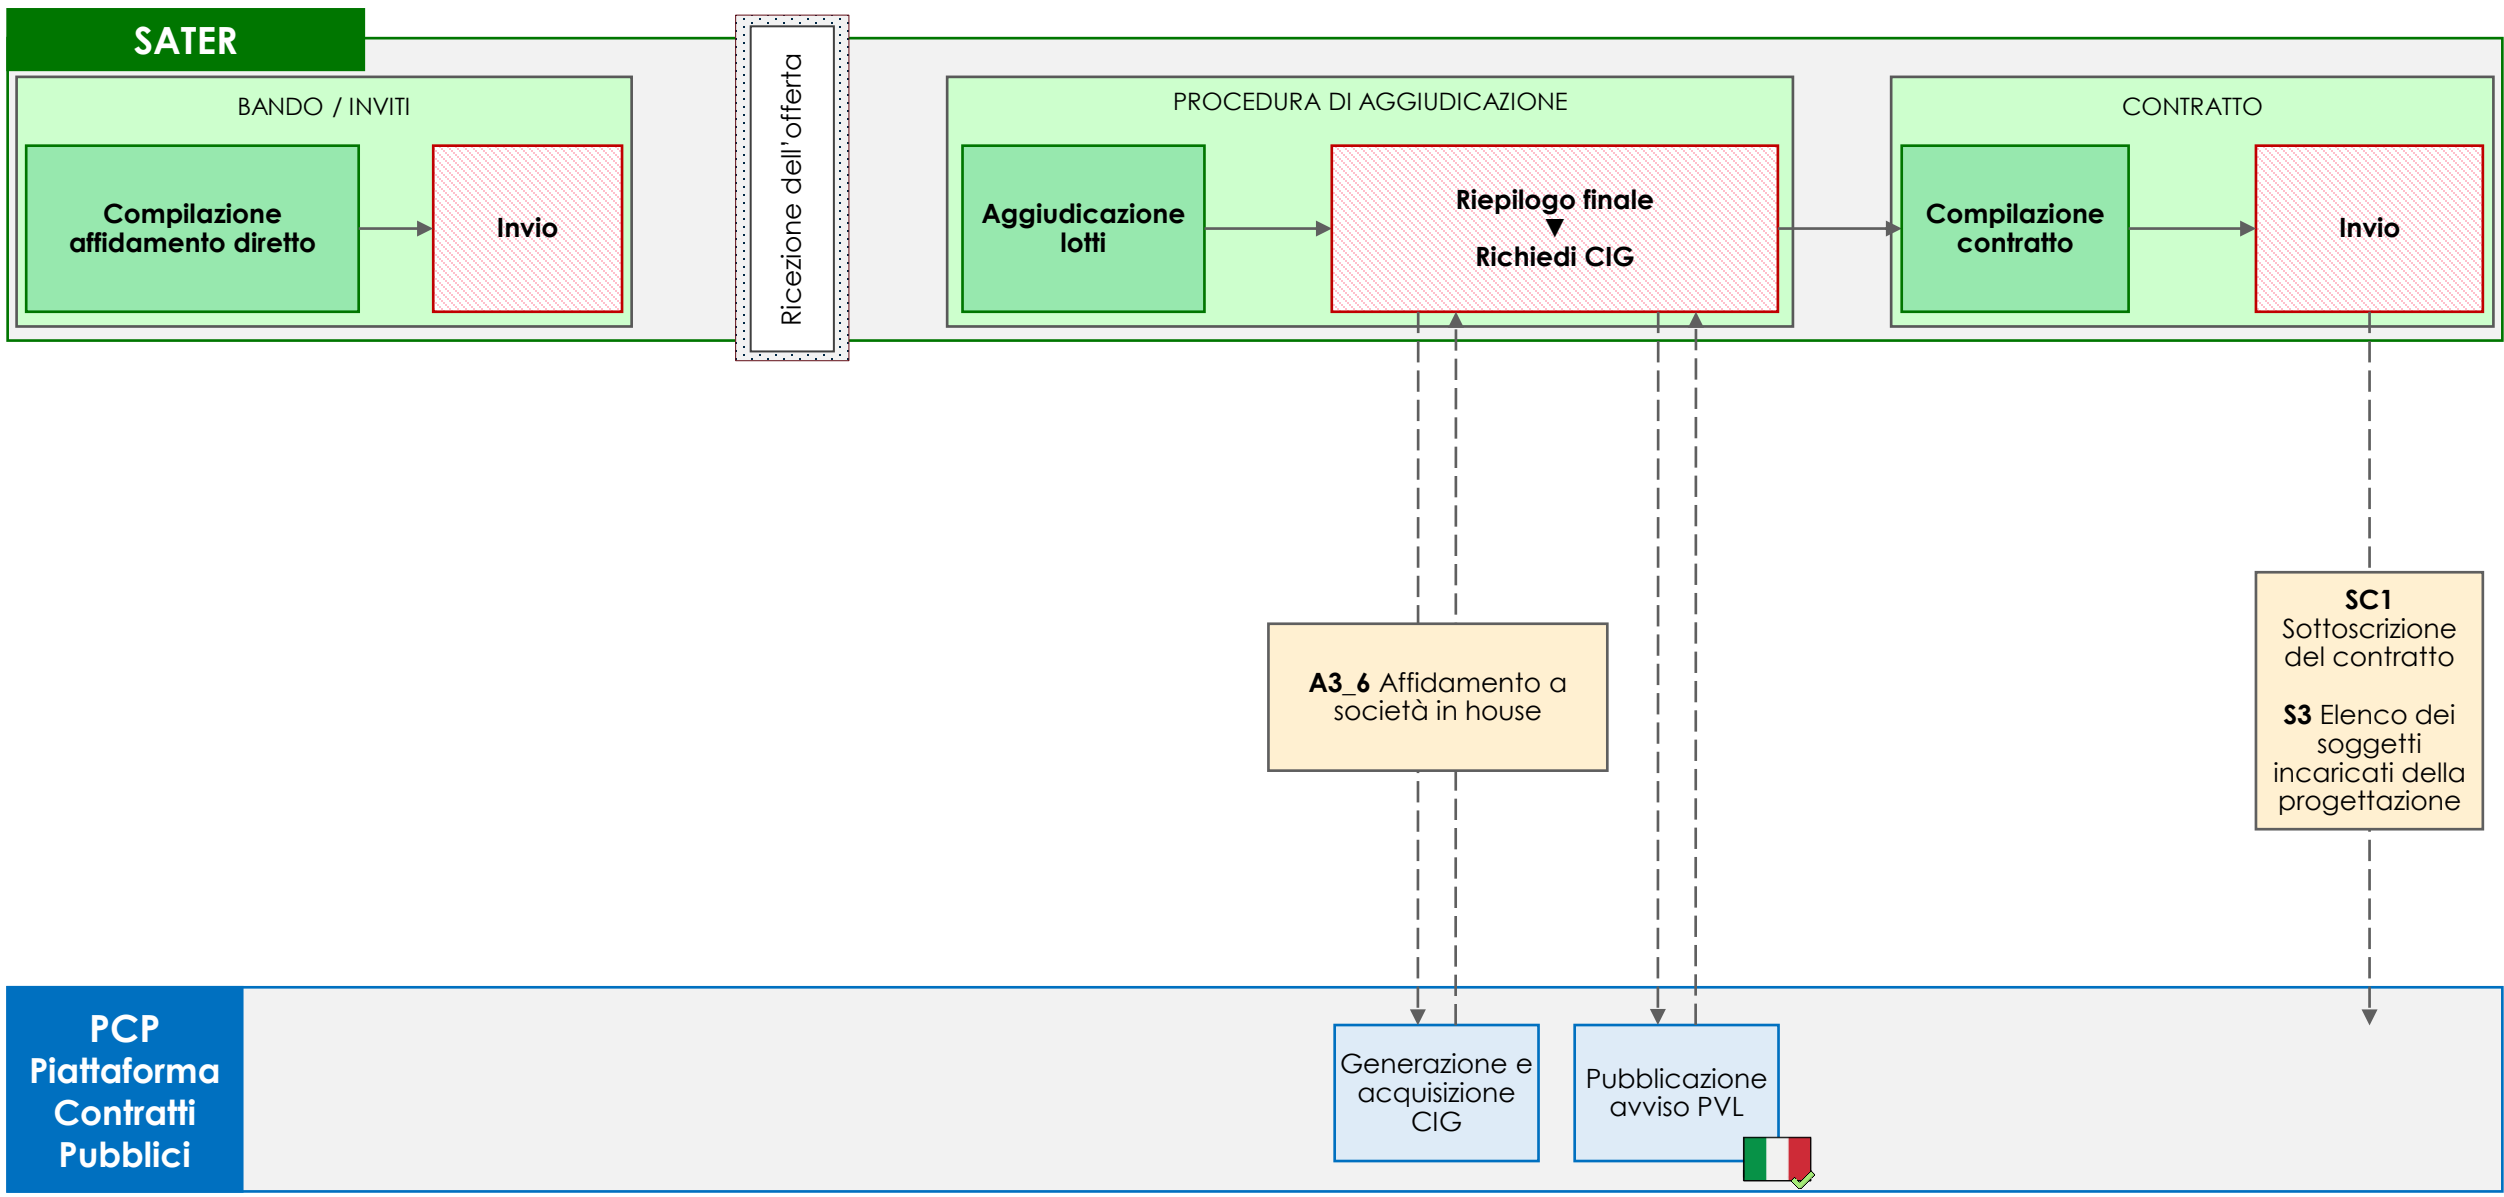 SATER
BANDO / INVITI
Compilazione
affidamento diretto
Invio
Ricezione dell'offerta
PROCEDURA DI AGGIUDICAZIONE
Aggiudicazione
lotti
Riepilogo finale
▼
Richiedi CIG
CONTRATTO
Compilazione
contratto
Invio
A3_6 Affidamento a
società in house
SC1
Sottoscrizione
del contratto
S3 Elenco dei
soggetti
incaricati della
progettazione
PCP
Piattaforma
Contratti
Pubblici
Generazione e
acquisizione
CIG
Pubblicazione
avviso PVL